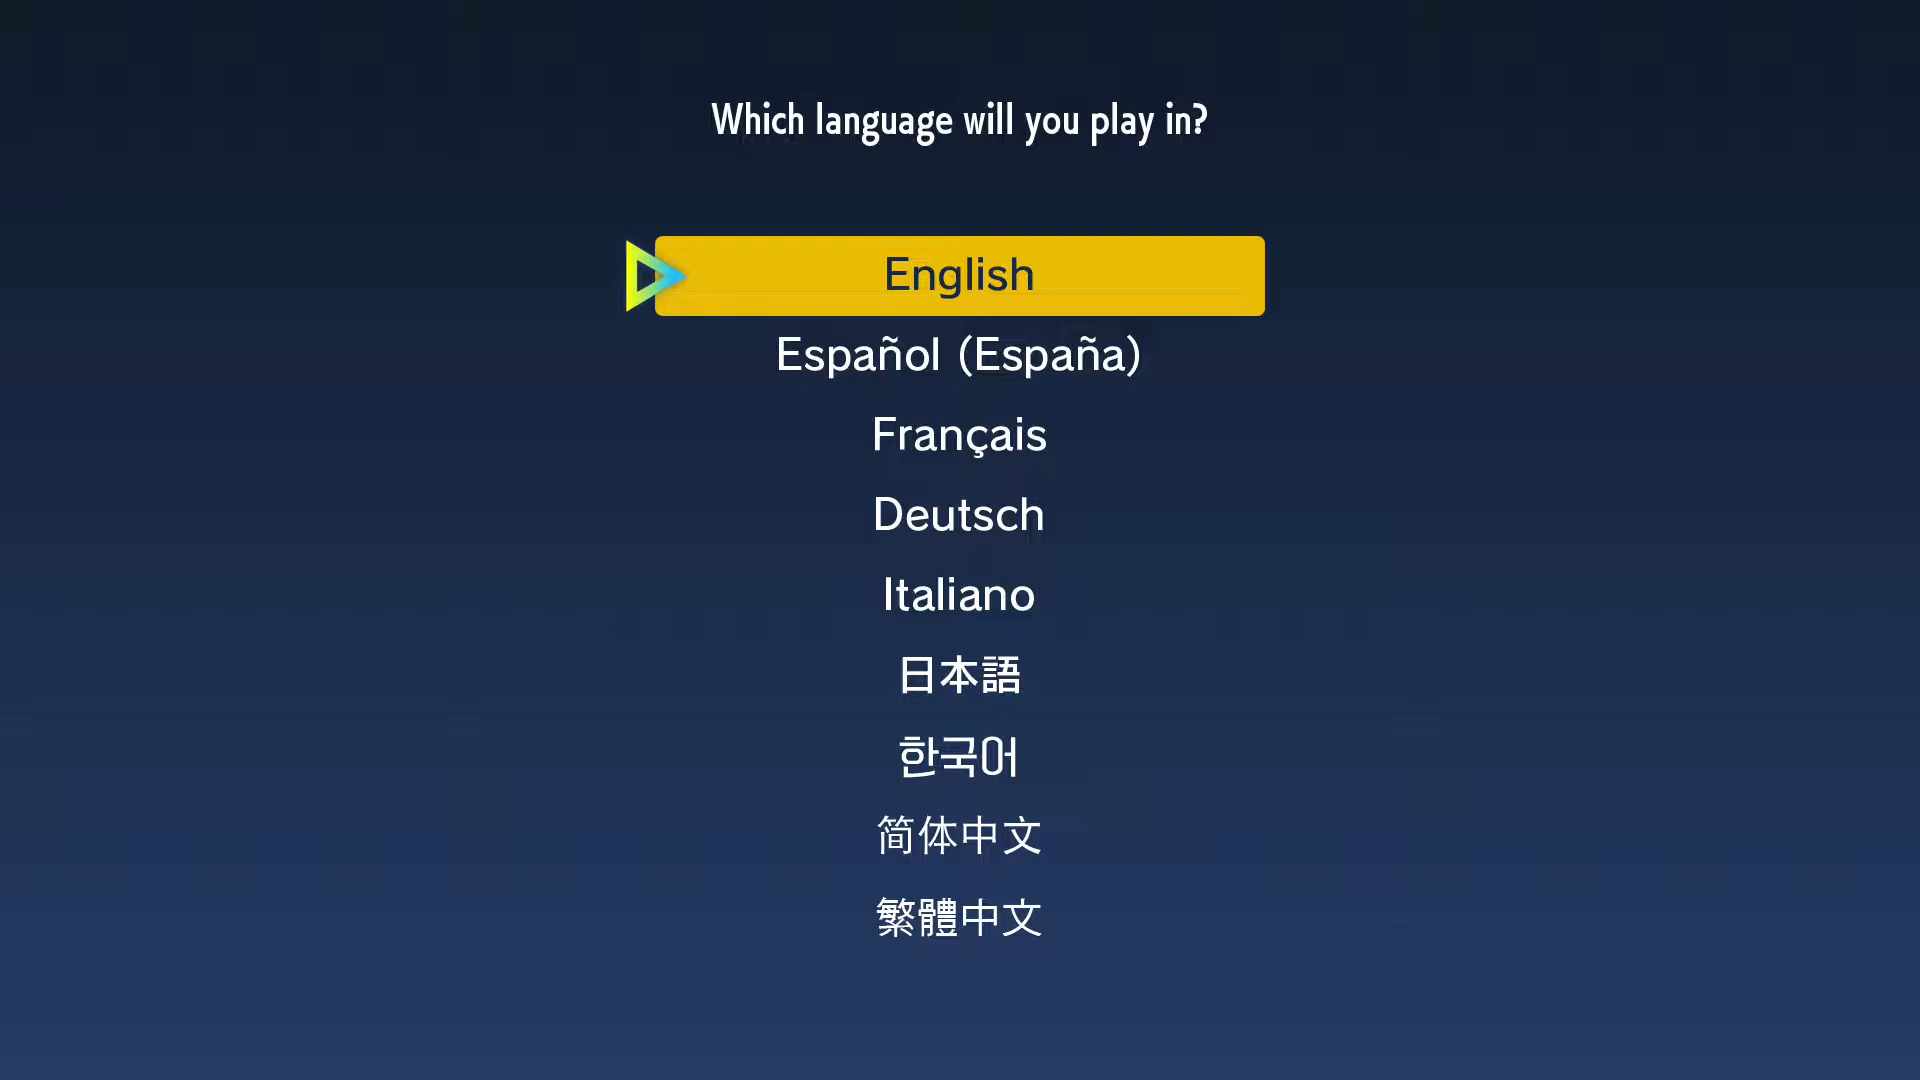 Which language will you play in?
English
Español (España)
Français
Deutsch
Italiano
日本語
한국어
简体中文
繁體中文